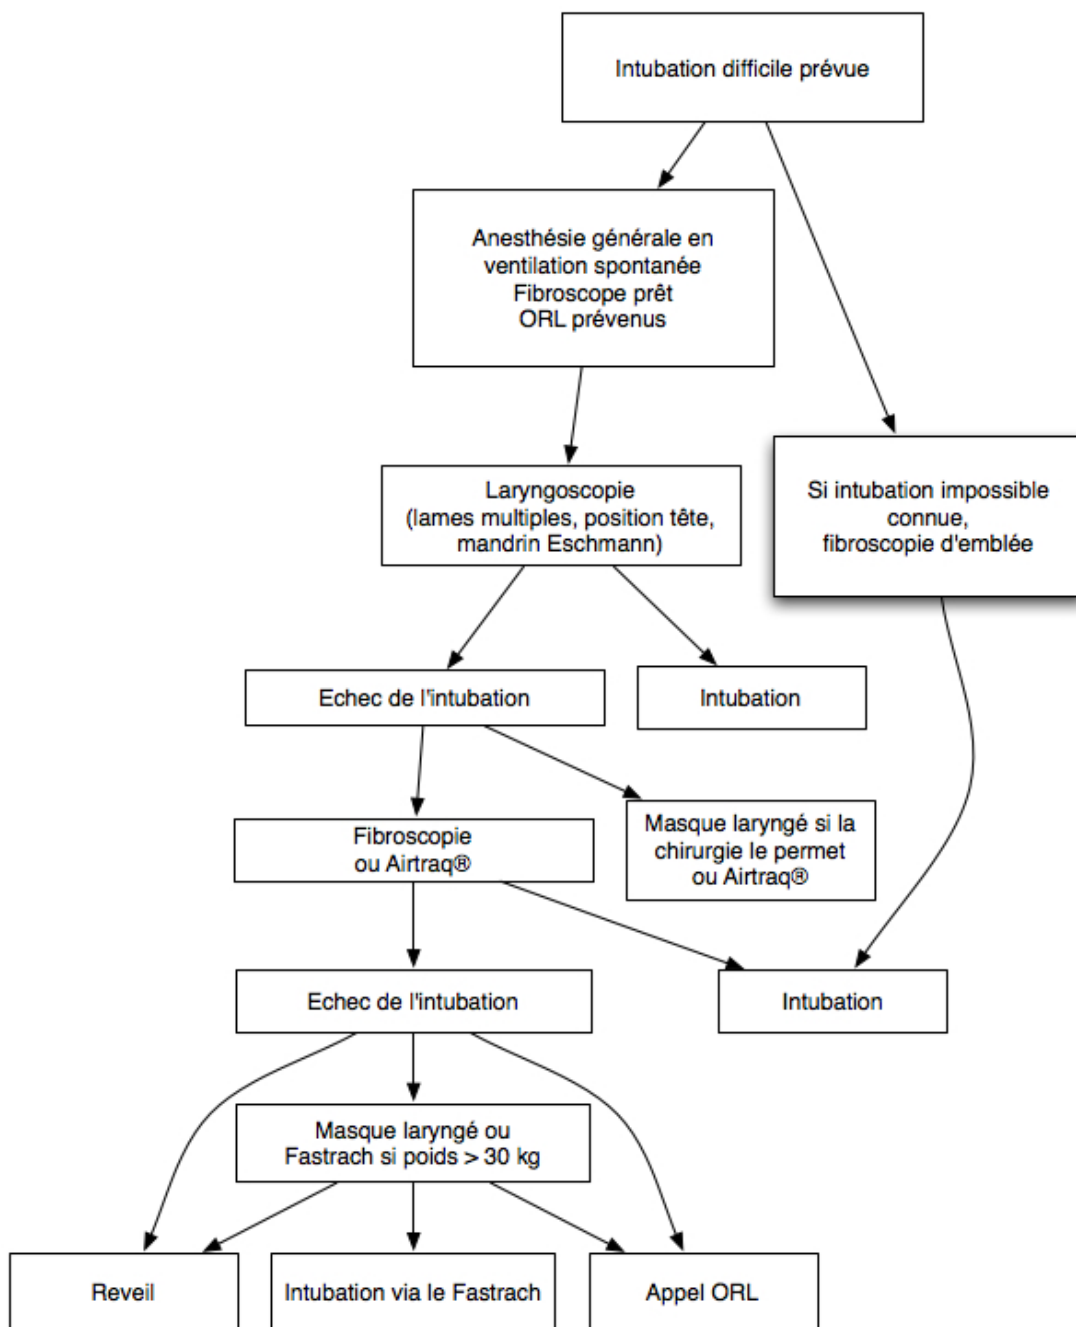 Intubation difficile prévue
Anesthésie générale en
ventilation spontanée
Fibroscope prêt
ORL prévenus
Si intubation impossible
connue,
fibroscopie d'emblée
Laryngoscopie
(lames multiples, position tête,
mandrin Eschmann)
Echec de l'intubation
Intubation
Fibroscopie
ou Airtraq®
Masque laryngé si la
chirurgie le permet
ou Airtraq®
Echec de l'intubation
Intubation
Masque laryngé ou
Fastrach si poids > 30 kg
Reveil
Intubation via le Fastrach
Appel ORL